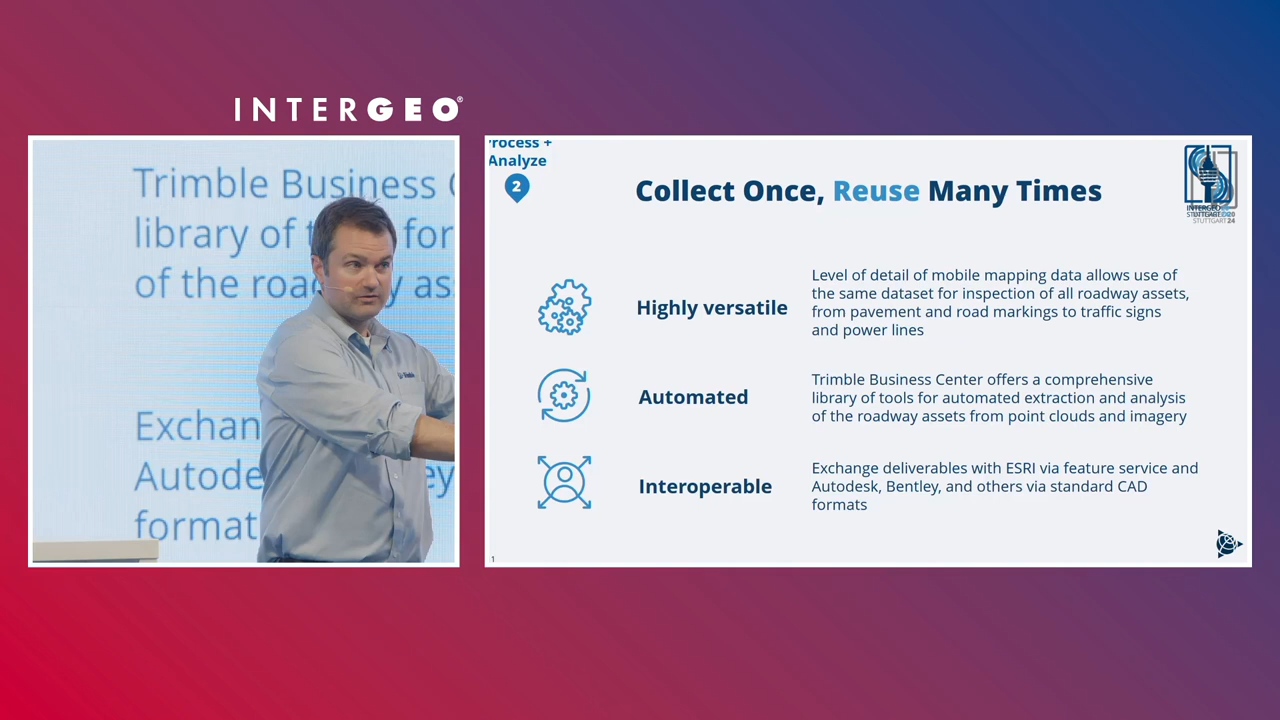 INTERGEO®
Trimble Business
library of
of the
Exchan
Autode
format
Trimble
rocess +
Analyze
2
Collect Once, Reuse Many Times
Highly versatile
Level of detail of mobile mapping data allows use of
the same dataset for inspection of all roadway assets,
from pavement and road markings to traffic signs
and power lines
Automated
Trimble Business Center offers a comprehensive
library of tools for automated extraction and analysis
of the roadway assets from point clouds and imagery
Interoperable
Exchange deliverables with ESRI via feature service and
Autodesk, Bentley, and others via standard CAD
formats
1
INTERGEO
STUTTGART
24